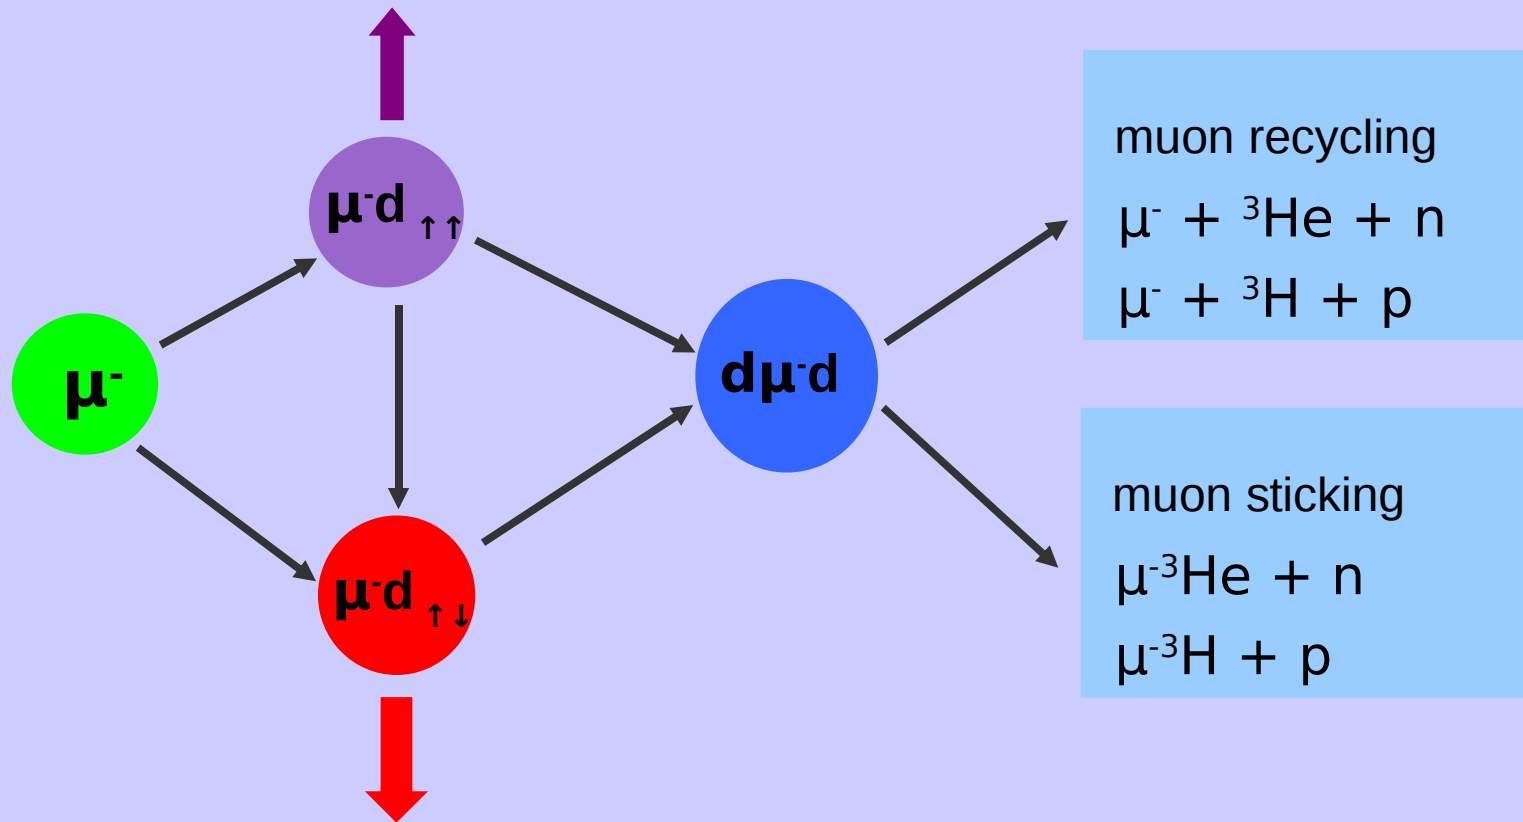 μ⁻d ↑↑
μ⁻
dμ⁻d
μ⁻d ↑↓
muon recycling
μ⁻ + ³He + n
μ⁻ + ³H + p
muon sticking
μ⁻³He + n
μ⁻³H + p